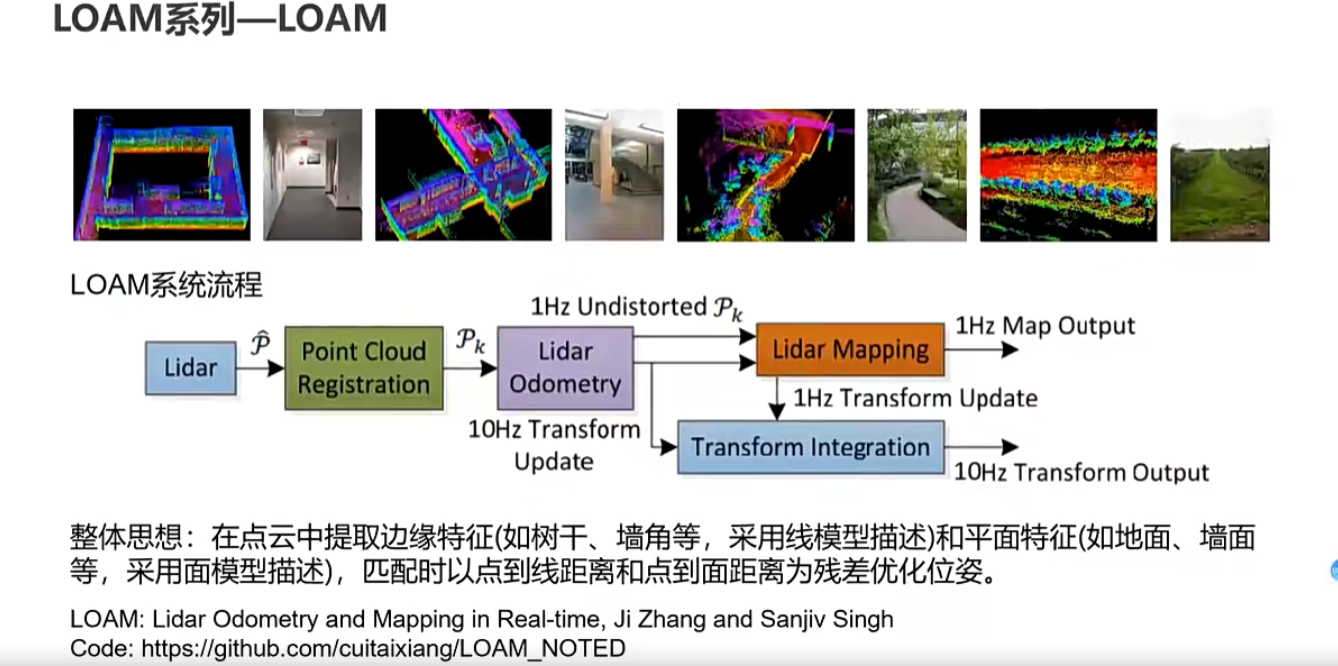 LOAM系列—LOAM
LOAM系统流程
1Hz Undistorted 𝒫k
1Hz Map Output
Lidar
𝒫̂
Point Cloud
Registration
𝒫k
Lidar
Odometry
Lidar Mapping
1Hz Transform Update
10Hz Transform
Update
Transform Integration
10Hz Transform Output
整体思想：在点云中提取边缘特征(如树干、墙角等，采用线模型描述)和平面特征(如地面、墙面
等，采用面模型描述)，匹配时以点到线距离和点到面距离为残差优化位姿。
LOAM: Lidar Odometry and Mapping in Real-time, Ji Zhang and Sanjiv Singh
Code: https://github.com/cuitaixiang/LOAM_NOTED